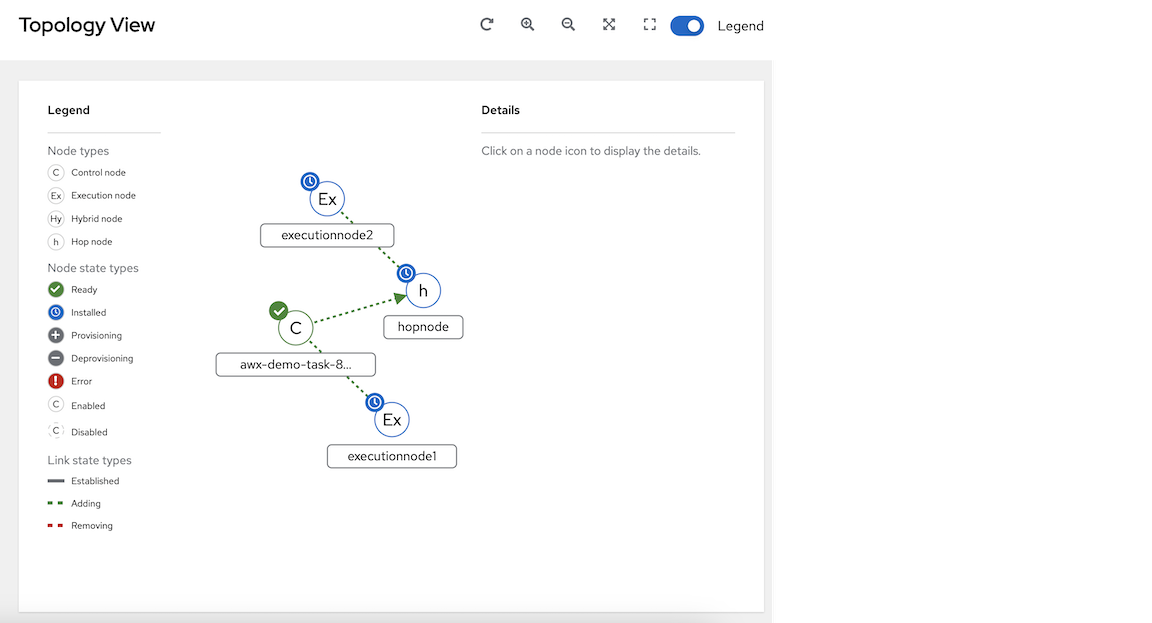 Topology View
Legend
Legend
Node types
C Control node
Ex Execution node
Hy Hybrid node
h Hop node
Node state types
Ready
Installed
Provisioning
Deprovisioning
Error
C Enabled
C Disabled
Link state types
Established
Adding
Removing
Ex
executionnode2
h
hopnode
C
awx-demo-task-8...
Ex
executionnode1
Details
Click on a node icon to display the details.